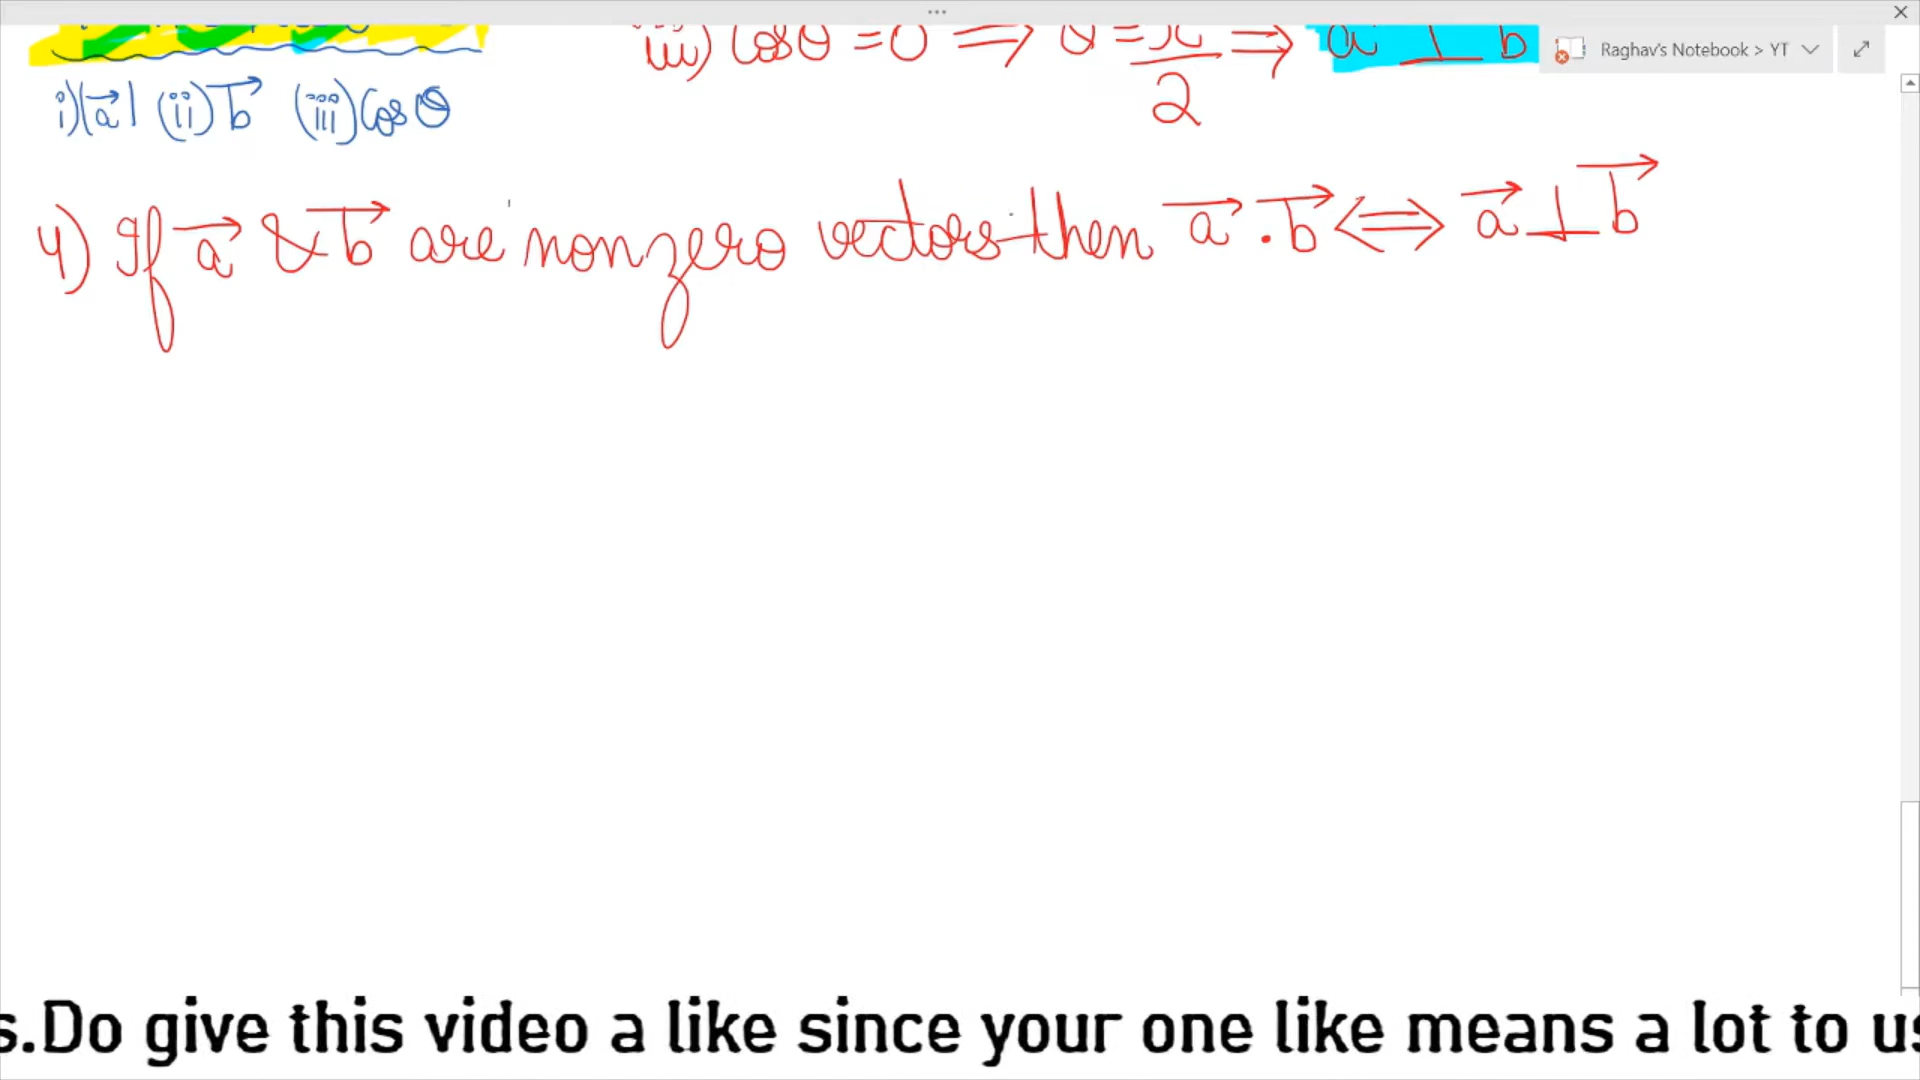 iii) Cosθ = 0 ⟹ θ = π/2 ⟹ a ⊥ b
Raghav's Notebook > YT
i) |a⃗| (ii) b⃗ (iii) Cos θ
4) If a⃗ & b⃗ are nonzero vectors then a⃗ . b⃗ ⟺ a⃗ ⊥ b⃗
s.Do give this video a like since your one like means a lot to us